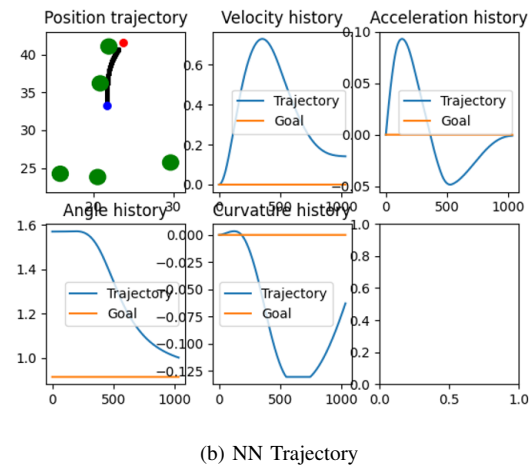 Position trajectory Velocity history Acceleration history
40
35
30
25
20 30
0.6
0.4
0.2
0.0
0 500 1000
Trajectory
Goal
0.10
0.05
0.00
−0.05
0 500 1000
Trajectory
Goal
Angle history Curvature history
1.6
1.4
1.2
1.0
0 500 1000
Trajectory
Goal
0.000
−0.025
−0.050
−0.075
−0.100
−0.125
0 500 1000
Trajectory
Goal
1.0
0.8
0.6
0.4
0.2
0.0
0.0 0.5 1.0
(b) NN Trajectory